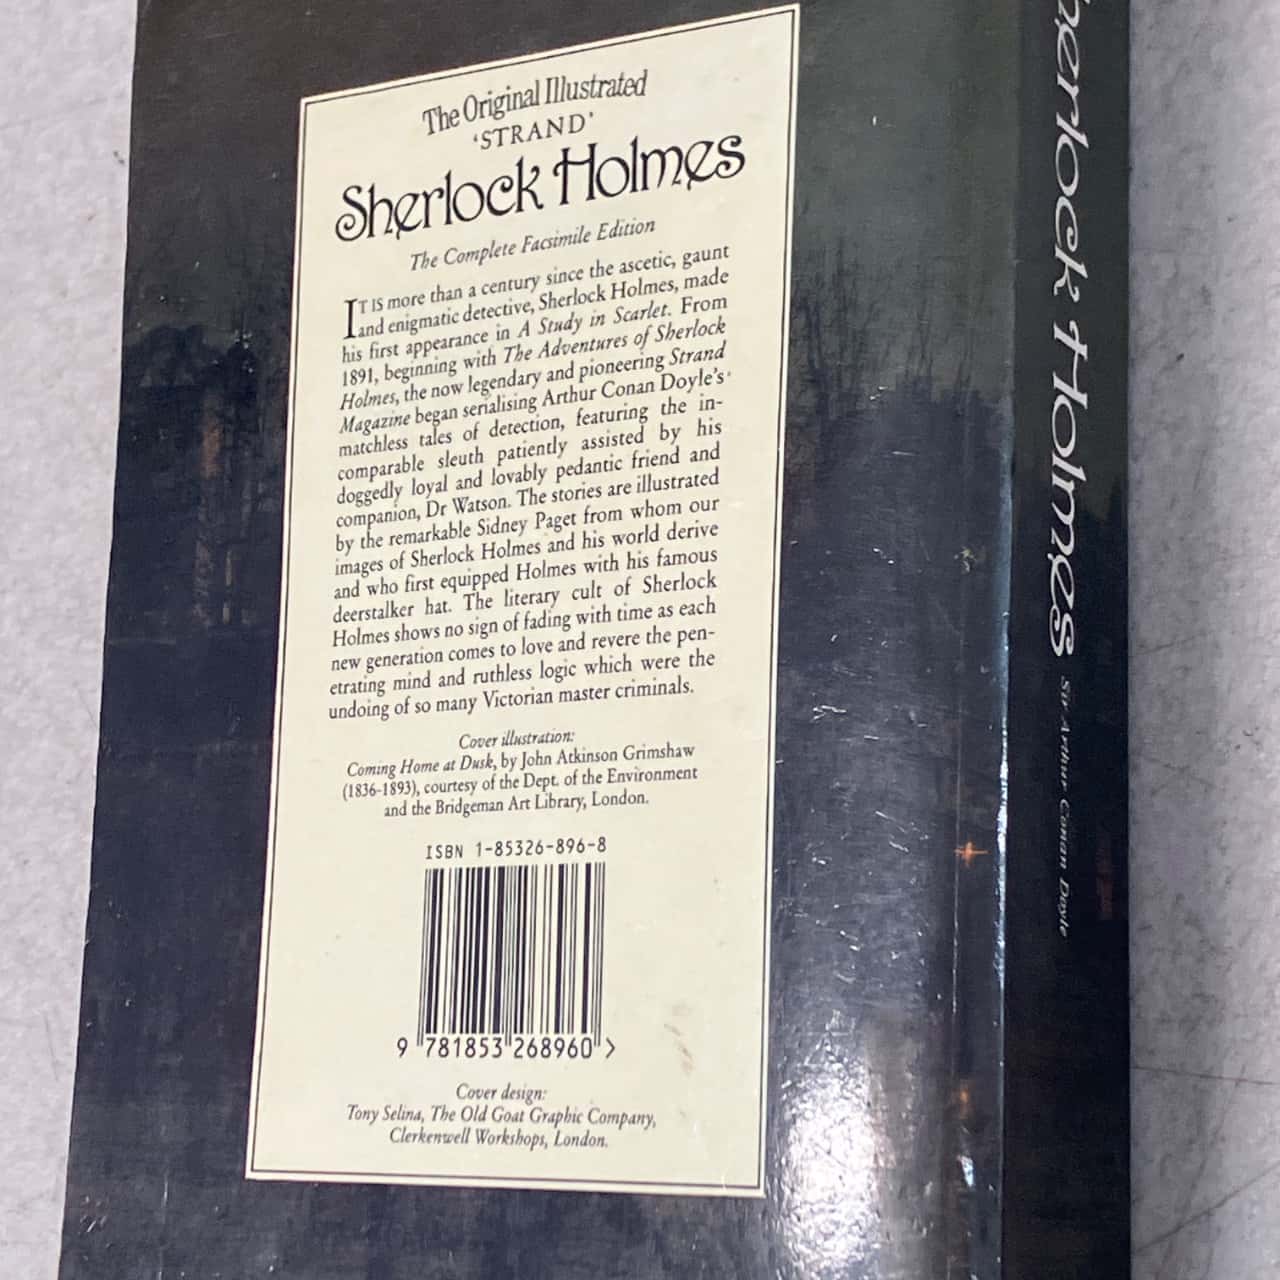 The Original Illustrated
‘STRAND’
Sherlock Holmes
The Complete Facsimile Edition
IT IS more than a century since the ascetic, gaunt
and enigmatic detective, Sherlock Holmes, made
his first appearance in A Study in Scarlet. From
1891, beginning with The Adventures of Sherlock
Holmes, the now legendary and pioneering Strand
Magazine began serialising Arthur Conan Doyle's
matchless tales of detection, featuring the in-
comparable sleuth patiently assisted by his
doggedly loyal and lovably pedantic friend and
companion, Dr Watson. The stories are illustrated
by the remarkable Sidney Paget from whom our
images of Sherlock Holmes and his world derive
and who first equipped Holmes with his famous
deerstalker hat. The literary cult of Sherlock
Holmes shows no sign of fading with time as each
new generation comes to love and revere the pen-
etrating mind and ruthless logic which were the
undoing of so many Victorian master criminals.
Cover illustration:
Coming Home at Dusk, by John Atkinson Grimshaw
(1836-1893), courtesy of the Dept. of the Environment
and the Bridgeman Art Library, London.
ISBN 1-85326-896-8
9 781853 268960 >
Cover design:
Tony Selina, The Old Goat Graphic Company,
Clerkenwell Workshops, London.
herlock Holmes Sir Arthur Conan Doyle